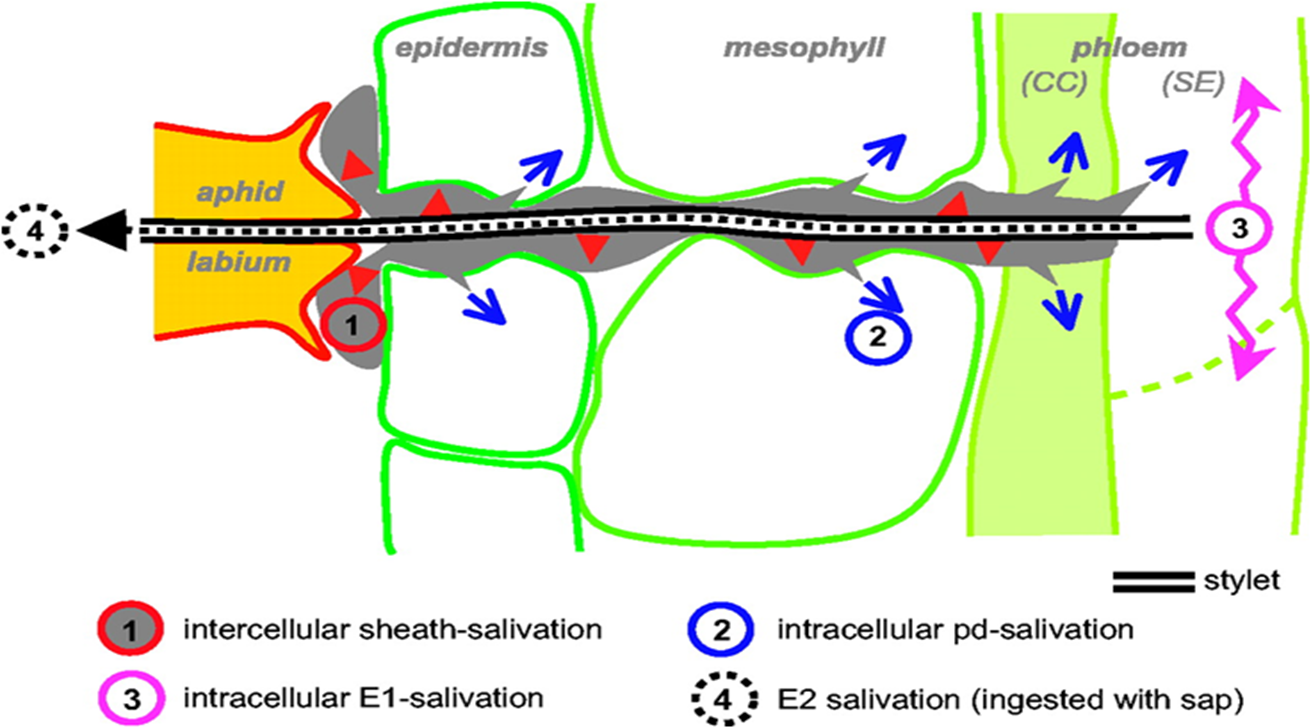 epidermis
mesophyll
phloem
(CC)
(SE)
aphid
labium
4
3
1
2
stylet
1 intercellular sheath-salivation
2 intracellular pd-salivation
3 intracellular E1-salivation
4 E2 salivation (ingested with sap)